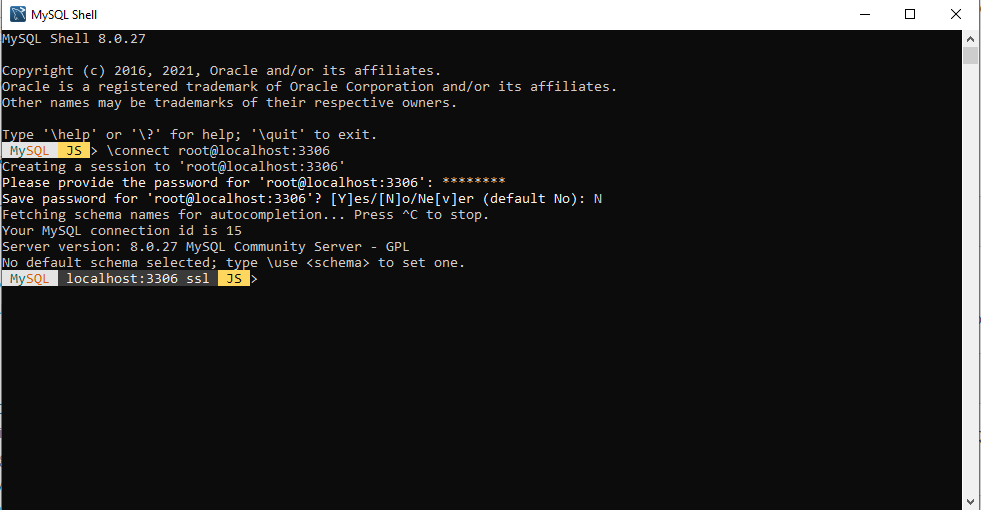 MySQL Shell
MySQL Shell 8.0.27
Copyright (c) 2016, 2021, Oracle and/or its affiliates.
Oracle is a registered trademark of Oracle Corporation and/or its affiliates.
Other names may be trademarks of their respective owners.
Type '\help' or '\?' for help; '\quit' to exit.
MySQL JS > \connect root@localhost:3306
Creating a session to 'root@localhost:3306'
Please provide the password for 'root@localhost:3306': ********
Save password for 'root@localhost:3306'? [Y]es/[N]o/Ne[v]er (default No): N
Fetching schema names for autocompletion... Press ^C to stop.
Your MySQL connection id is 15
Server version: 8.0.27 MySQL Community Server - GPL
No default schema selected; type \use <schema> to set one.
MySQL localhost:3306 ssl JS >